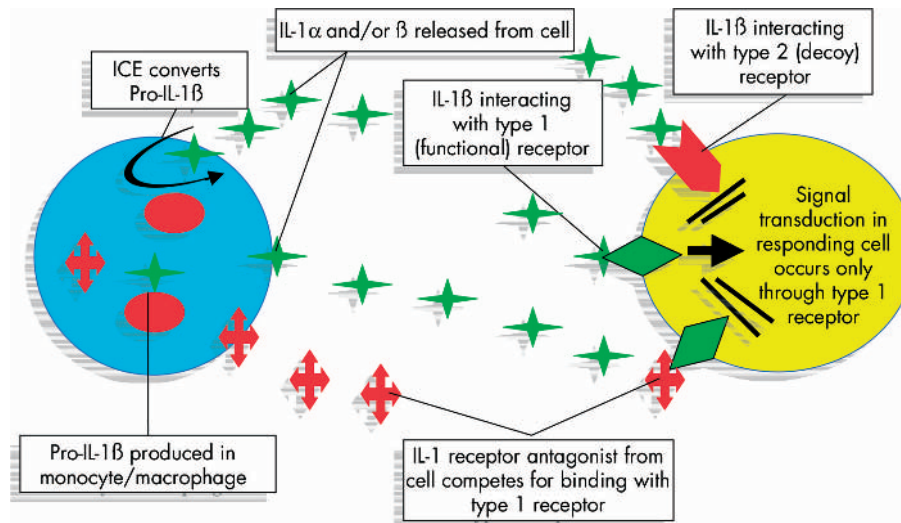 IL-1α and/or ß released from cell
ICE converts
Pro-IL-1ß
IL-1ß interacting
with type 1
(functional) receptor
IL-1ß interacting
with type 2 (decoy)
receptor
Signal
transduction in
responding cell
occurs only
through type 1
receptor
Pro-IL-1ß produced in
monocyte/macrophage
IL-1 receptor antagonist from
cell competes for binding with
type 1 receptor